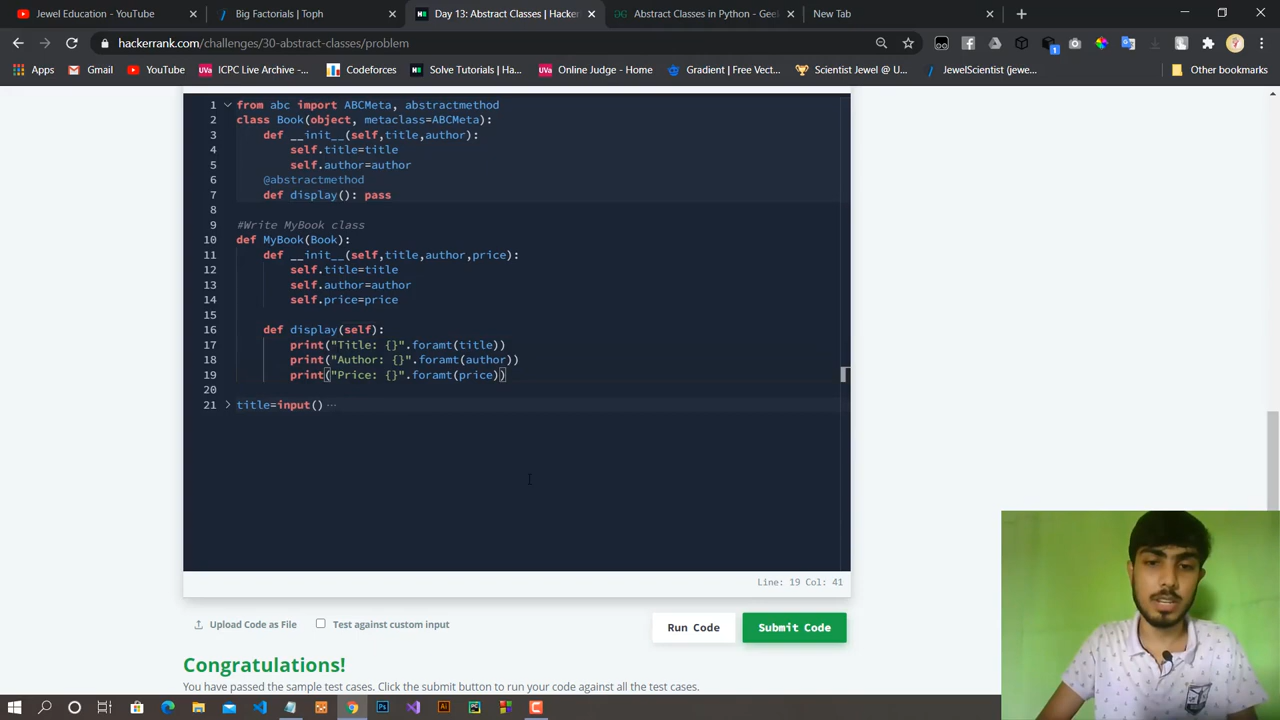 Jewel Education - YouTube
Big Factorials | Toph
Day 13: Abstract Classes | Hacker
Abstract Classes in Python - Geek
New Tab
hackerrank.com/challenges/30-abstract-classes/problem
1
Apps
Gmail
YouTube
ICPC Live Archive -...
Codeforces
Solve Tutorials | Ha...
Online Judge - Home
Gradient | Free Vect...
Scientist Jewel @ U...
JewelScientist (jewe...
Other bookmarks
1 from abc import ABCMeta, abstractmethod
2 class Book(object, metaclass=ABCMeta):
3 def __init__(self,title,author):
4 self.title=title
5 self.author=author
6 @abstractmethod
7 def display(): pass
8
9 #Write MyBook class
10 def MyBook(Book):
11 def __init__(self,title,author,price):
12 self.title=title
13 self.author=author
14 self.price=price
15
16 def display(self):
17 print("Title: {}".foramt(title))
18 print("Author: {}".foramt(author))
19 print("Price: {}".foramt(price))
20
21 title=input() ...
Line: 19 Col: 41
Upload Code as File
Test against custom input
Run Code
Submit Code
Congratulations!
You have passed the sample test cases. Click the submit button to run your code against all the test cases.